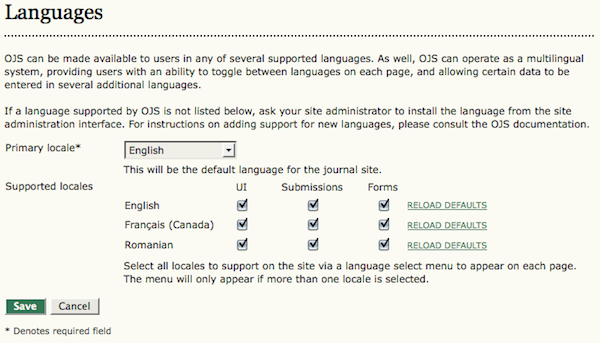 Languages
OJS can be made available to users in any of several supported languages. As well, OJS can operate as a multilingual
system, providing users with an ability to toggle between languages on each page, and allowing certain data to be
entered in several additional languages.
If a language supported by OJS is not listed below, ask your site administrator to install the language from the site
administration interface. For instructions on adding support for new languages, please consult the OJS documentation.
Primary locale* English
This will be the default language for the journal site.
Supported locales UI Submissions Forms
English RELOAD DEFAULTS
Français (Canada) RELOAD DEFAULTS
Romanian RELOAD DEFAULTS
Select all locales to support on the site via a language select menu to appear on each page.
The menu will only appear if more than one locale is selected.
Save Cancel
* Denotes required field